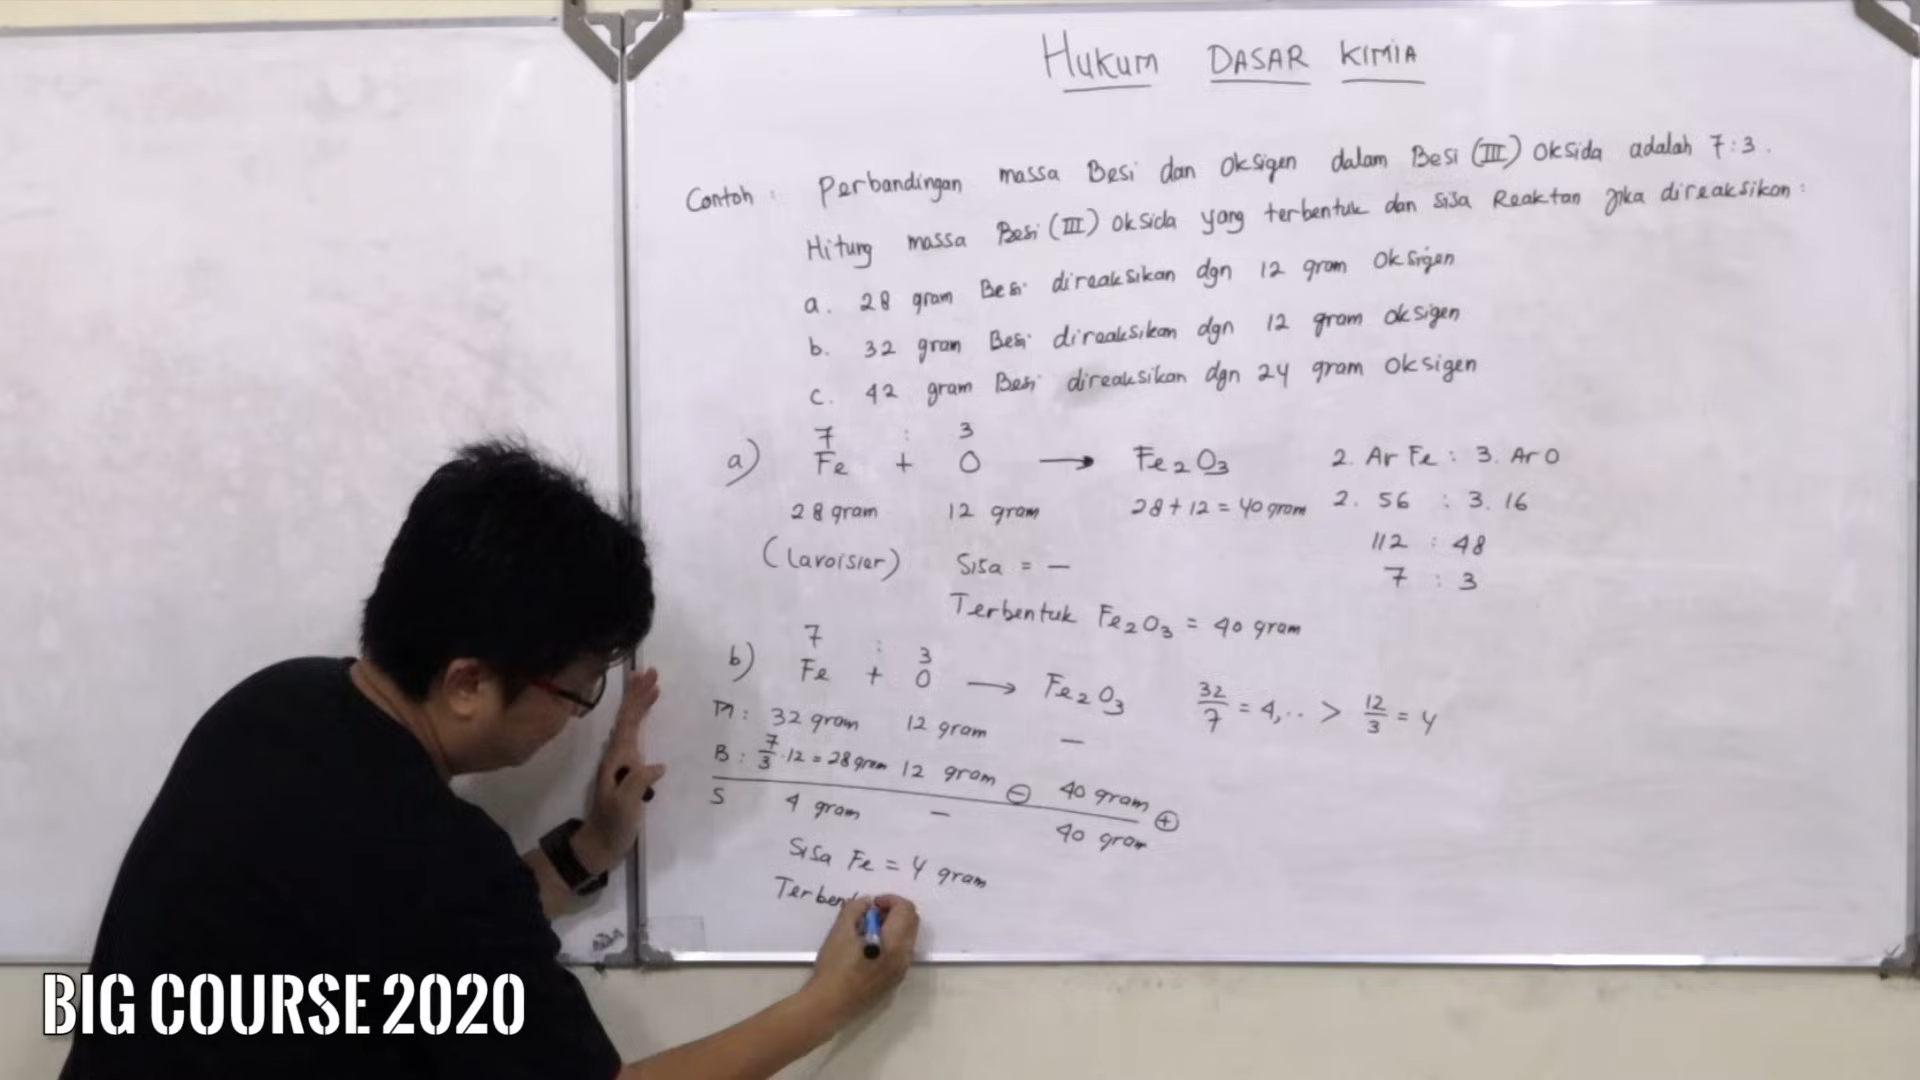 HUKUM DASAR KIMIA
Contoh : Perbandingan massa Besi dan Oksigen dalam Besi (III) Oksida adalah 7:3.
Hitung massa Besi (III) Oksida yang terbentuk dan sisa Reaktan jika direaksikan :
a. 28 gram Besi direaksikan dgn 12 gram Oksigen
b. 32 gram Besi direaksikan dgn 12 gram oksigen
c. 42 gram Besi direaksikan dgn 24 gram Oksigen
7 : 3
a) Fe + O → Fe₂O₃ 2. Ar Fe : 3. Ar O
28 gram 12 gram 28+12 = 40 gram 2. 56 : 3. 16
112 : 48
(Lavoisier) Sisa = — 7 : 3
Terbentuk Fe₂O₃ = 40 gram
7 : 3
b) Fe + O → Fe₂O₃ 32/7 = 4,.. > 12/3 = 4
M : 32 gram 12 gram —
B : 7/3 . 12 = 28 gram 12 gram ⊖ 40 gram ⊕
S 4 gram — 40 gram
Sisa Fe = 4 gram
Terben
BIG COURSE 2020